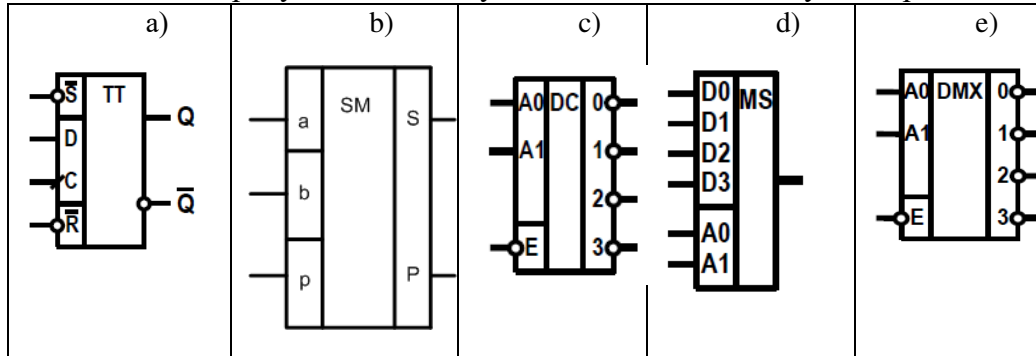 a) b) c) d) e)
S̅ TT Q
D
C Q̅
R̅
SM
a S
b
p P
A0 DC 0
A1 1
2
E 3
D0 MS
D1
D2
D3
A0
A1
A0 DMX 0
A1 1
2
E 3